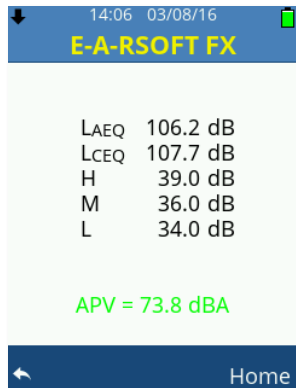 14:06 03/08/16
E-A-RSOFT FX
LAEQ 106.2 dB
LCEQ 107.7 dB
H 39.0 dB
M 36.0 dB
L 34.0 dB
APV = 73.8 dBA
Home